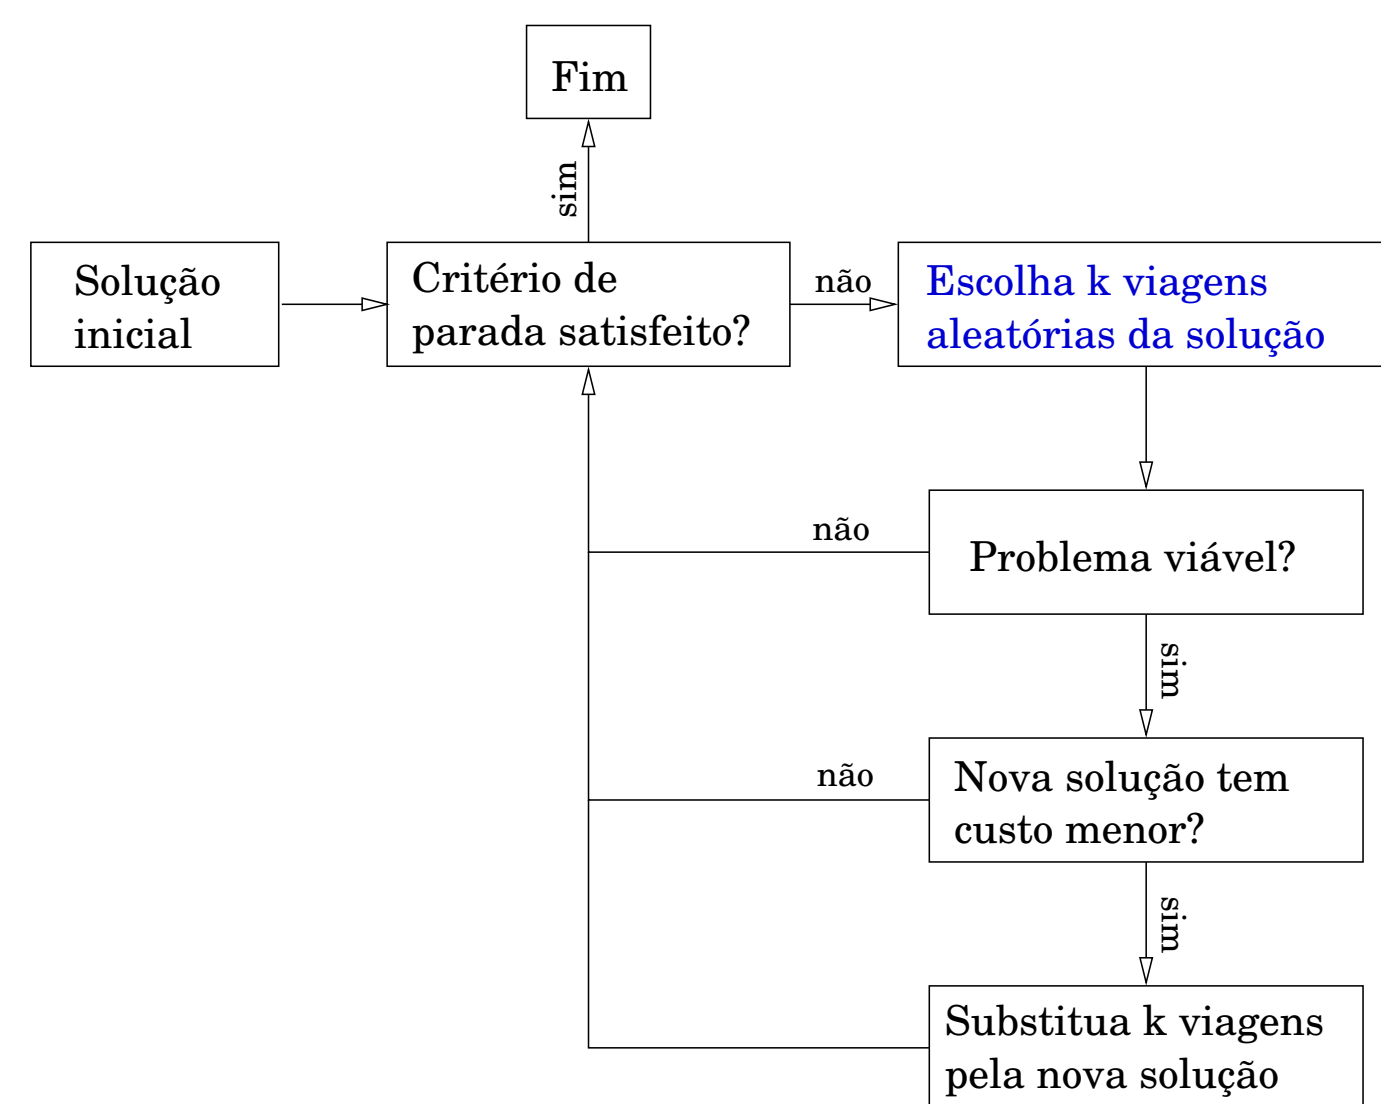 Fim
sim
Solução
inicial
Critério de
parada satisfeito?
não
Escolha k viagens
aleatórias da solução
não
Problema viável?
sim
não
Nova solução tem
custo menor?
sim
Substitua k viagens
pela nova solução